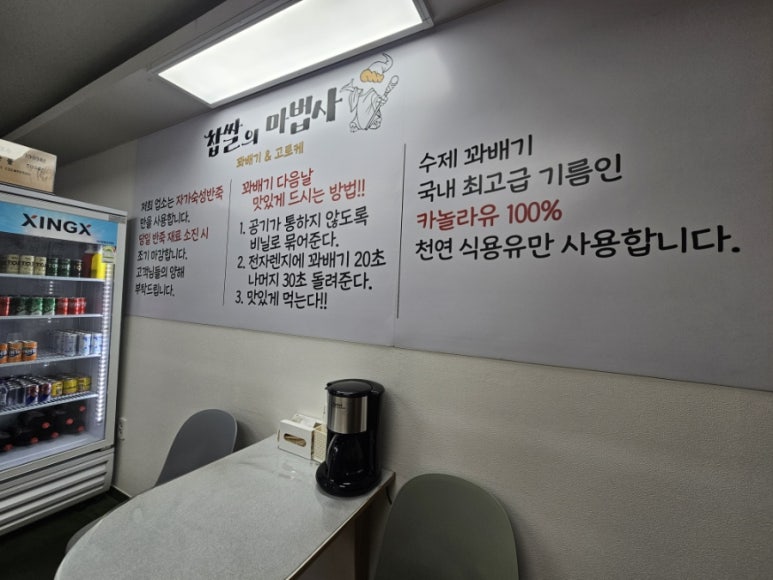 찹쌀의 마법사
꽈배기 & 고로케
저희 업소는 자가숙성반죽
만을 사용합니다.
당일 반죽 재료 소진 시
조기 마감합니다.
고객님들의 양해
부탁드립니다.
꽈배기 다음날
맛있게 드시는 방법!!
1. 공기가 통하지 않도록
비닐로 묶어준다.
2. 전자렌지에 꽈배기 20초
나머지 30초 돌려준다.
3. 맛있게 먹는다!!
수제 꽈배기
국내 최고급 기름인
카놀라유 100%
천연 식용유만 사용합니다.
XINGX